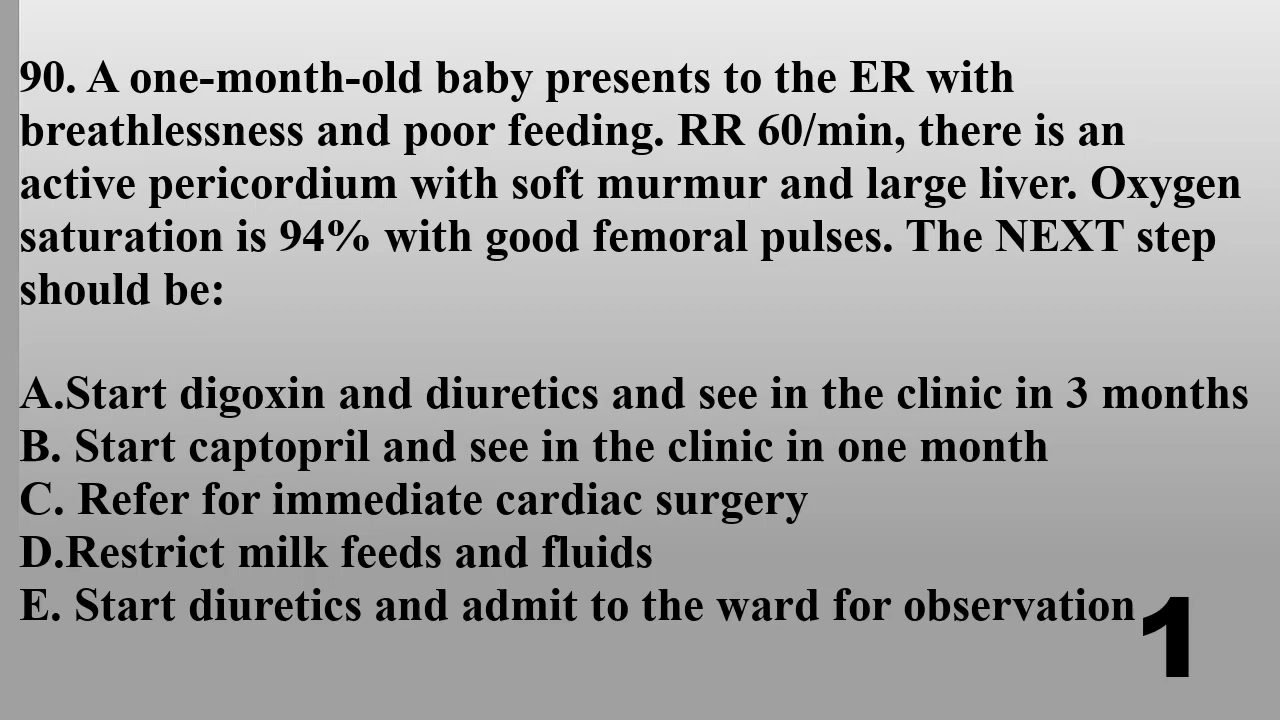 90. A one-month-old baby presents to the ER with
breathlessness and poor feeding. RR 60/min, there is an
active pericordium with soft murmur and large liver. Oxygen
saturation is 94% with good femoral pulses. The NEXT step
should be:
A.Start digoxin and diuretics and see in the clinic in 3 months
B. Start captopril and see in the clinic in one month
C. Refer for immediate cardiac surgery
D.Restrict milk feeds and fluids
E. Start diuretics and admit to the ward for observation
1